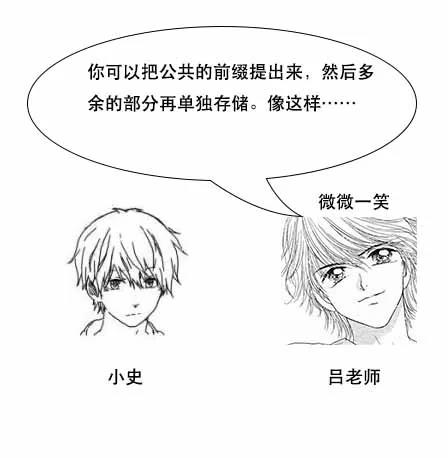 你可以把公共的前缀提出来，然后多
余的部分再单独存储。像这样……
微微一笑
小史
吕老师